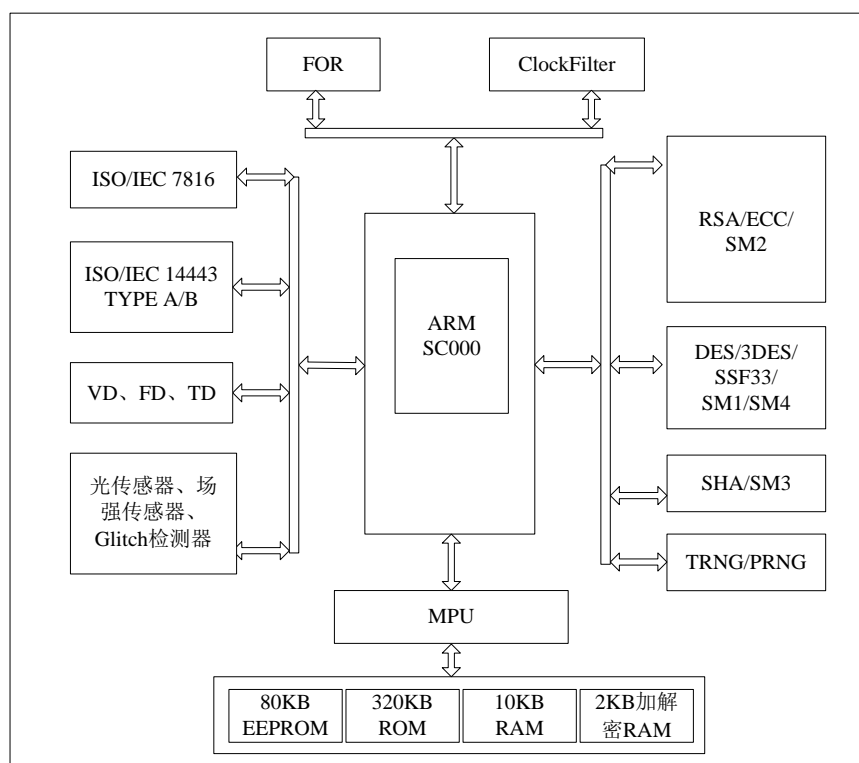 FOR
ClockFilter
ISO/IEC 7816
ISO/IEC 14443
TYPE A/B
VD、FD、TD
光传感器、场
强传感器、
Glitch检测器
ARM
SC000
RSA/ECC/
SM2
DES/3DES/
SSF33/
SM1/SM4
SHA/SM3
TRNG/PRNG
MPU
80KB
EEPROM
320KB
ROM
10KB
RAM
2KB加解
密RAM